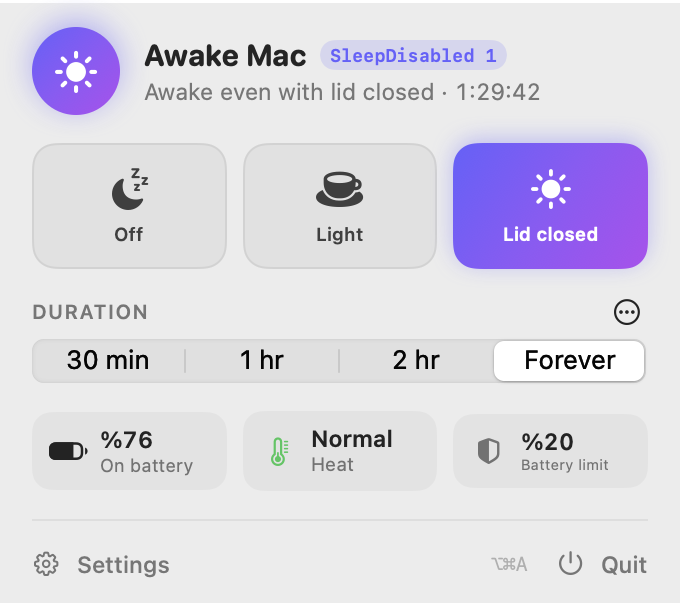 Awake Mac SleepDisabled 1
Awake even with lid closed · 1:29:42
Off
Light
Lid closed
DURATION
30 min 1 hr 2 hr Forever
%76
On battery
Normal
Heat
%20
Battery limit
Settings ⌥⌘A Quit